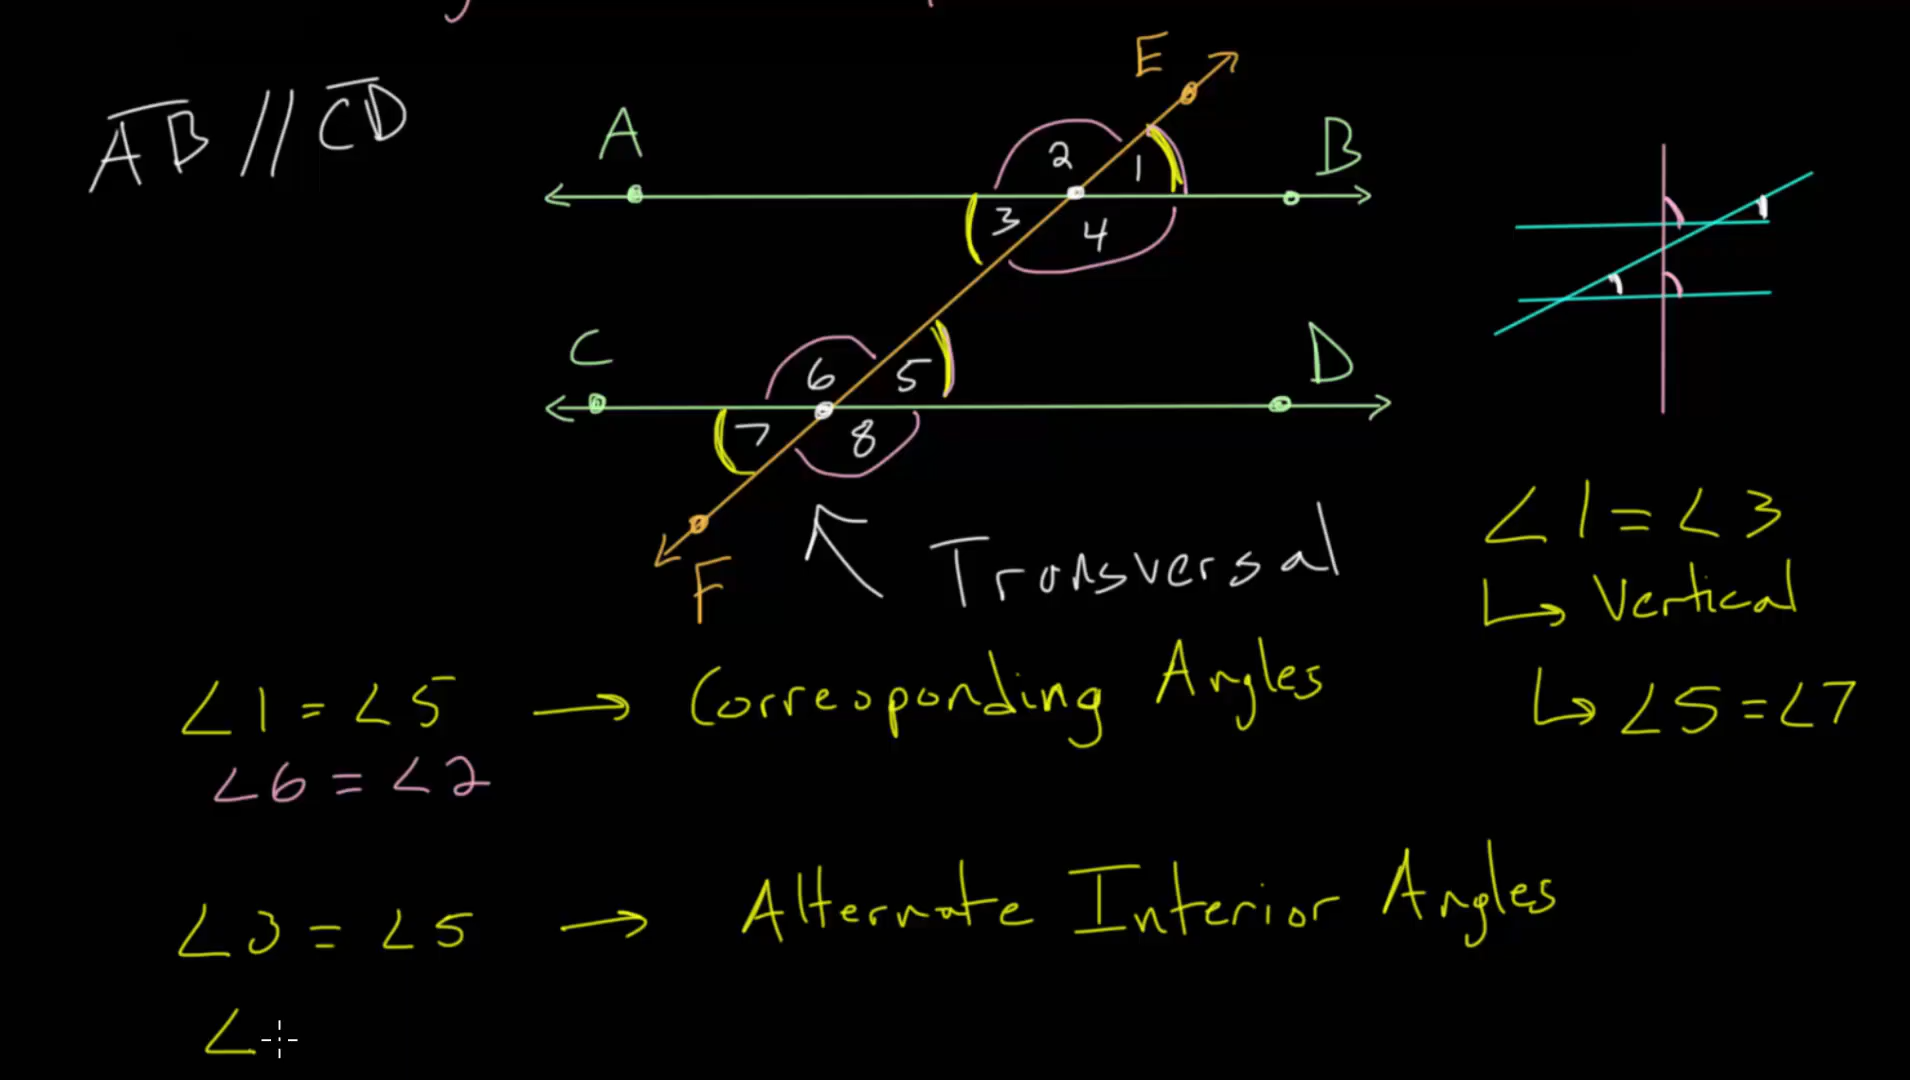 AB // CD
E
A
2
1
B
3
4
C
6
5
D
7
8
F
Transversal
∠1 = ∠3
↳ Vertical
∠1 = ∠5 → Corresponding Angles
↳ ∠5 = ∠7
∠6 = ∠2
∠3 = ∠5 → Alternate Interior Angles
∠